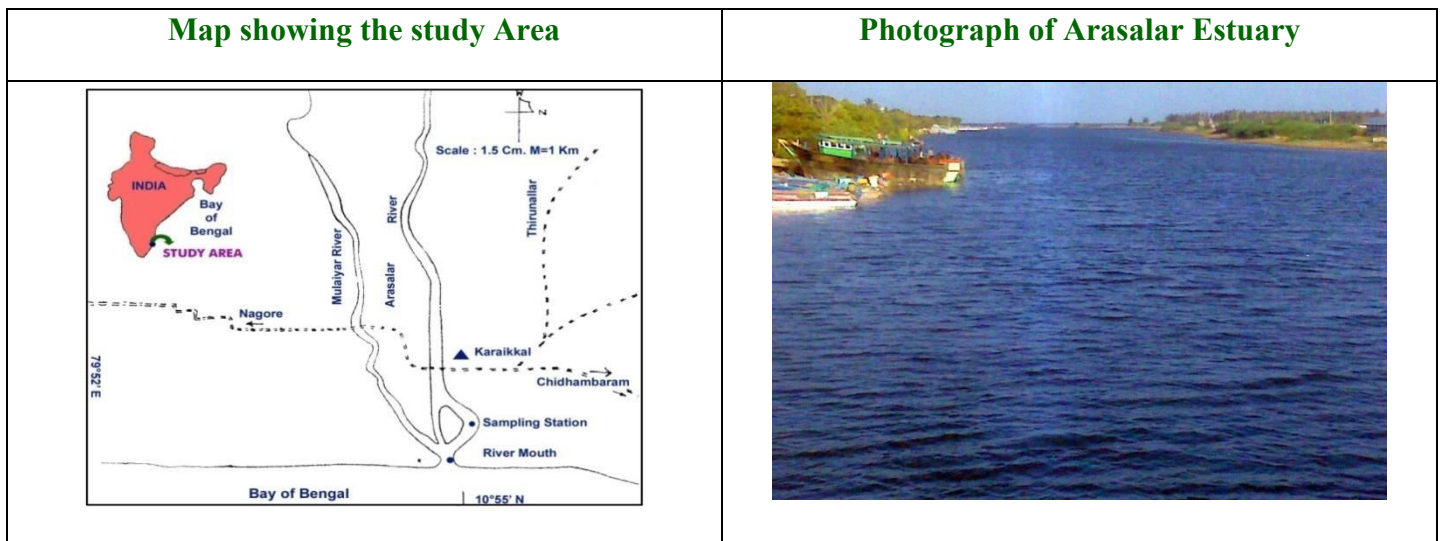 Map showing the study Area
Photograph of Arasalar Estuary
Scale : 1.5 Cm. M=1 Km
INDIA
Bay
of
Bengal
STUDY AREA
Mulaiyar River
Arasalar
River
Thirunallar
Nagore
Karaikkal
Chidhambaram
79°52' E
Sampling Station
River Mouth
Bay of Bengal
10°55' N